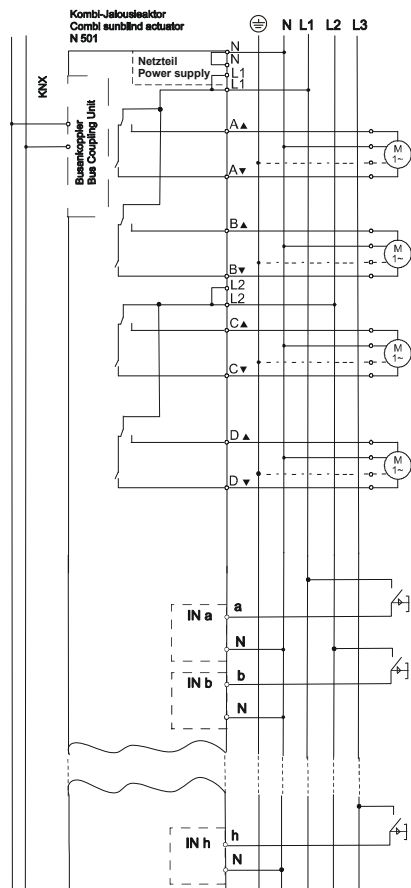 Kombi-Jalousieaktor
Combi sunblind actuator
N 501
N L1 L2 L3
KNX
Netzteil
Power supply
N
N
L1
L1
Busankoppler
Bus Coupling Unit
A▲
M
1~
A▼
B▲
M
1~
B▼
L2
L2
C▲
M
1~
C▼
D▲
M
1~
D▼
IN a
a
N
IN b
b
N
IN h
h
N